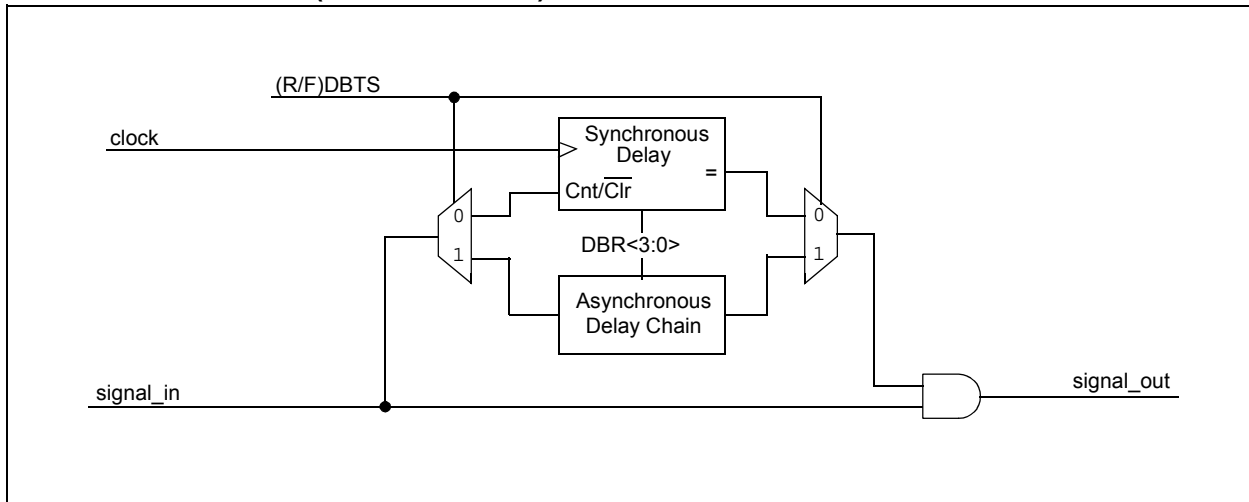 (R/F)DBTS
clock
Synchronous
Delay
=
Cnt/Clr
0
0
DBR<3:0>
1
1
Asynchronous
Delay Chain
signal_in
signal_out